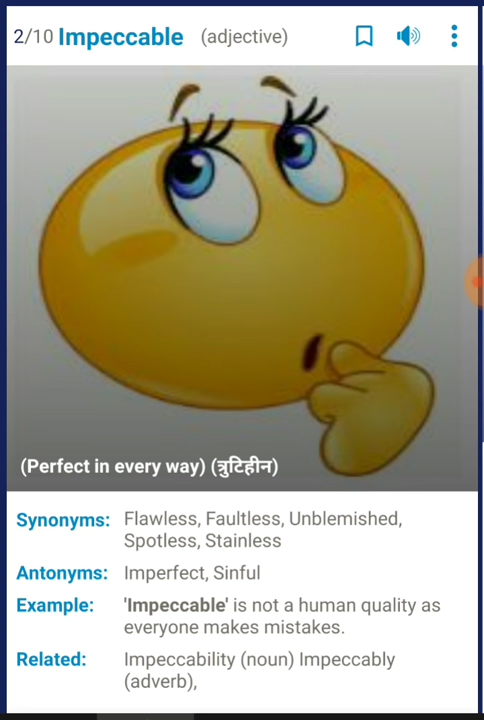 2/10 Impeccable (adjective)
(Perfect in every way) (त्रुटिहीन)
Synonyms: Flawless, Faultless, Unblemished,
Spotless, Stainless
Antonyms: Imperfect, Sinful
Example: 'Impeccable' is not a human quality as
everyone makes mistakes.
Related: Impeccability (noun) Impeccably
(adverb),